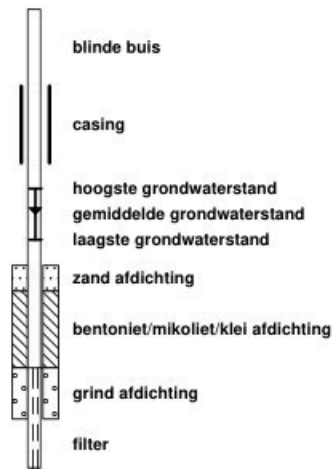 blinde buis
casing
hoogste grondwaterstand
gemiddelde grondwaterstand
laagste grondwaterstand
zand afdichting
bentoniet/mikoliet/klei afdichting
grind afdichting
filter